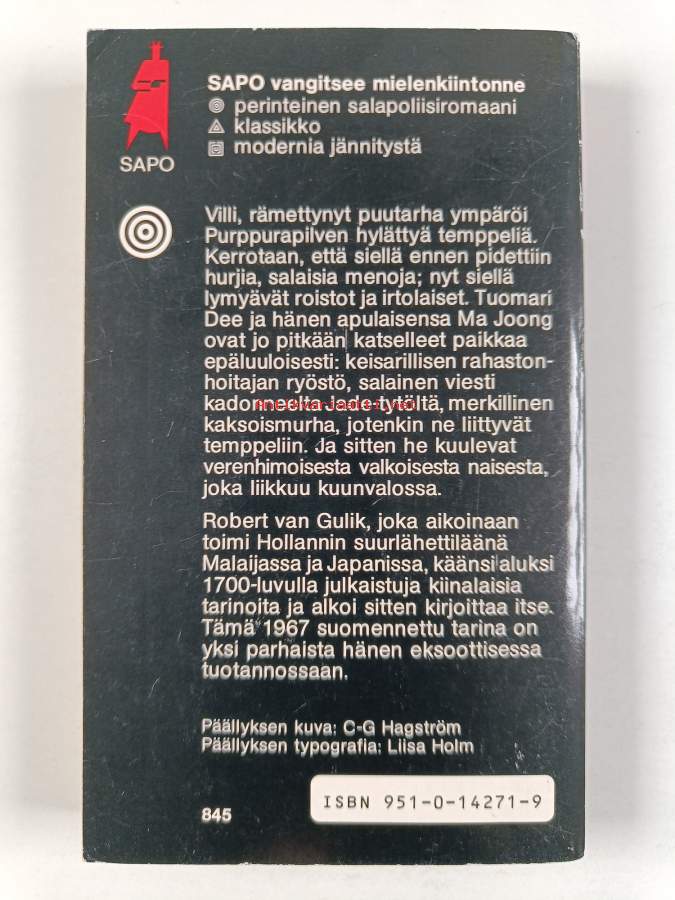 SAPO vangitsee mielenkiintonne
perinteinen salapoliisiromaani
klassikko
modernia jännitystä
SAPO
Villi, rämettynyt puutarha ympäröi
Purppurapilven hylättyä temppeliä.
Kerrotaan, että siellä ennen pidettiin
hurjia, salaisia menoja; nyt siellä
lymyävät roistot ja irtolaiset. Tuomari
Dee ja hänen apulaisensa Ma Joong
ovat jo pitkään katselleet paikkaa
epäluuloisesti: keisarillisen rahaston-
hoitajan ryöstö, salainen viesti
kadonneelta taretytöltä, merkillinen
Antikvariaatti.net
kaksoismurha, jotenkin ne liittyvät
temppeliin. Ja sitten he kuulevat
verenhimoisesta valkoisesta naisesta,
joka liikkuu kuunvalossa.
Robert van Gulik, joka aikoinaan
toimi Hollannin suurlähettiläänä
Malaijassa ja Japanissa, käänsi aluksi
1700-luvulla julkaistuja kiinalaisia
tarinoita ja alkoi sitten kirjoittaa itse.
Tämä 1967 suomennettu tarina on
yksi parhaista hänen eksoottisessa
tuotannossaan.
Päällyksen kuva: C-G Hagström
Päällyksen typografia: Liisa Holm
ISBN 951-0-14271-9
845